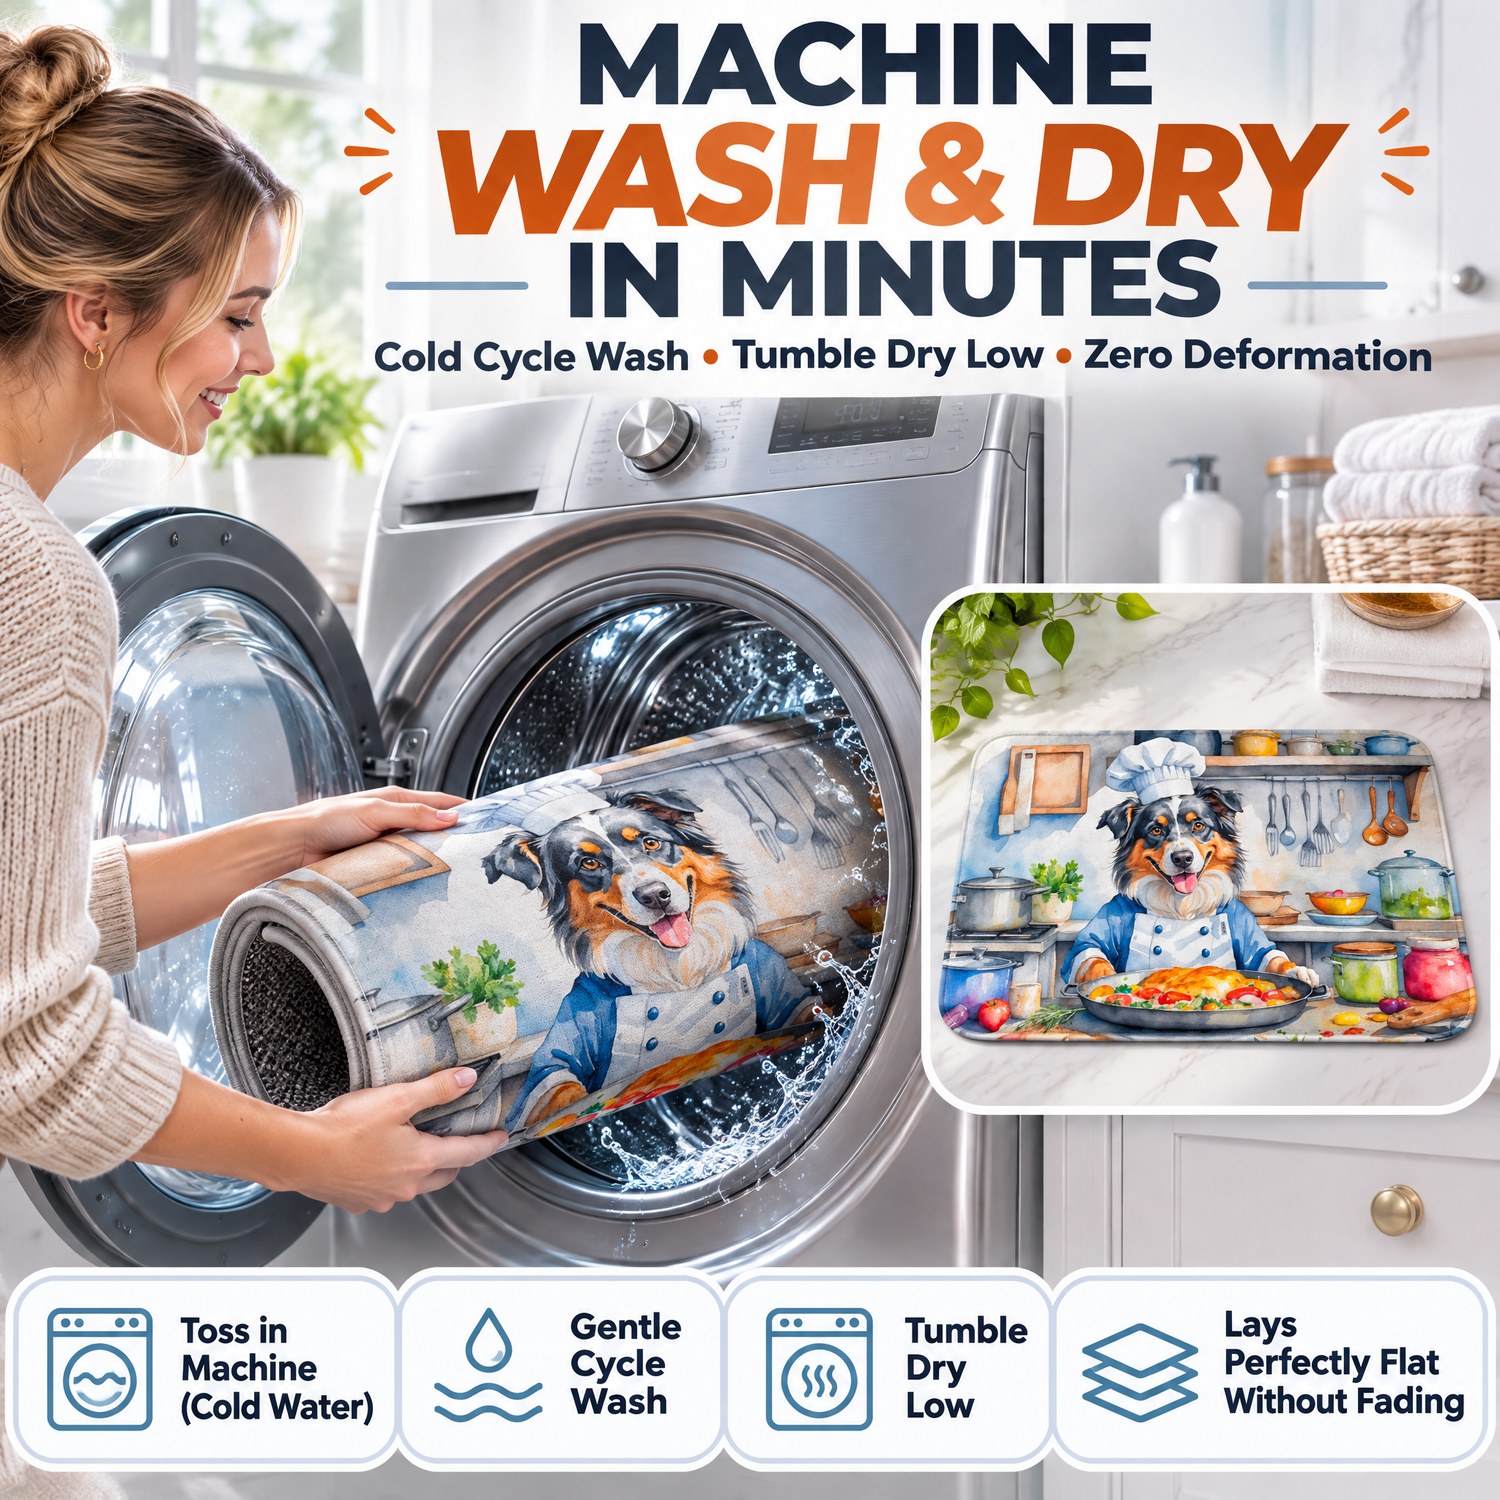 MACHINE
WASH & DRY
IN MINUTES
Cold Cycle Wash • Tumble Dry Low • Zero Deformation
Toss in
Machine
(Cold Water)
Gentle
Cycle
Wash
Tumble
Dry
Low
Lays
Perfectly Flat
Without Fading